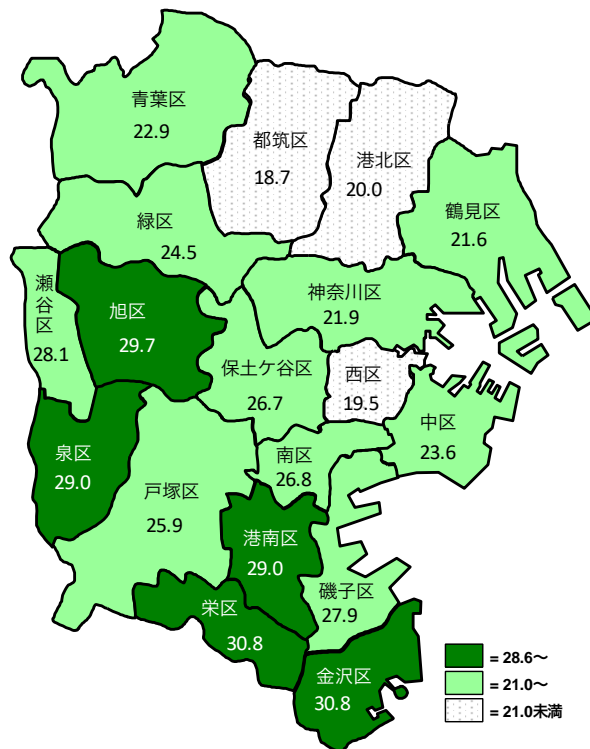 青葉区
22.9
都筑区
18.7
港北区
20.0
鶴見区
21.6
緑区
24.5
瀬谷区
28.1
旭区
29.7
神奈川区
21.9
保土ケ谷区
26.7
西区
19.5
中区
23.6
泉区
29.0
戸塚区
25.9
南区
26.8
港南区
29.0
磯子区
27.9
栄区
30.8
金沢区
30.8
= 28.6～
= 21.0～
= 21.0未満